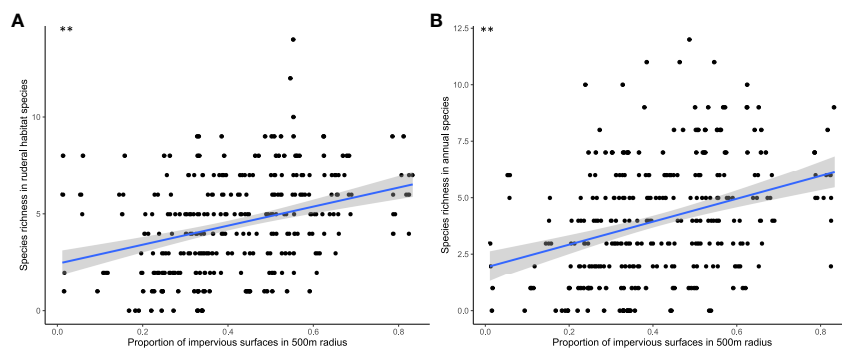 A
**
Species richness in ruderal habitat species
10
5
0
0.0 0.2 0.4 0.6 0.8
Proportion of impervious surfaces in 500m radius
B
**
Species richness in annual species
12.5
10.0
7.5
5.0
2.5
0.0
0.0 0.2 0.4 0.6 0.8
Proportion of impervious surfaces in 500m radius